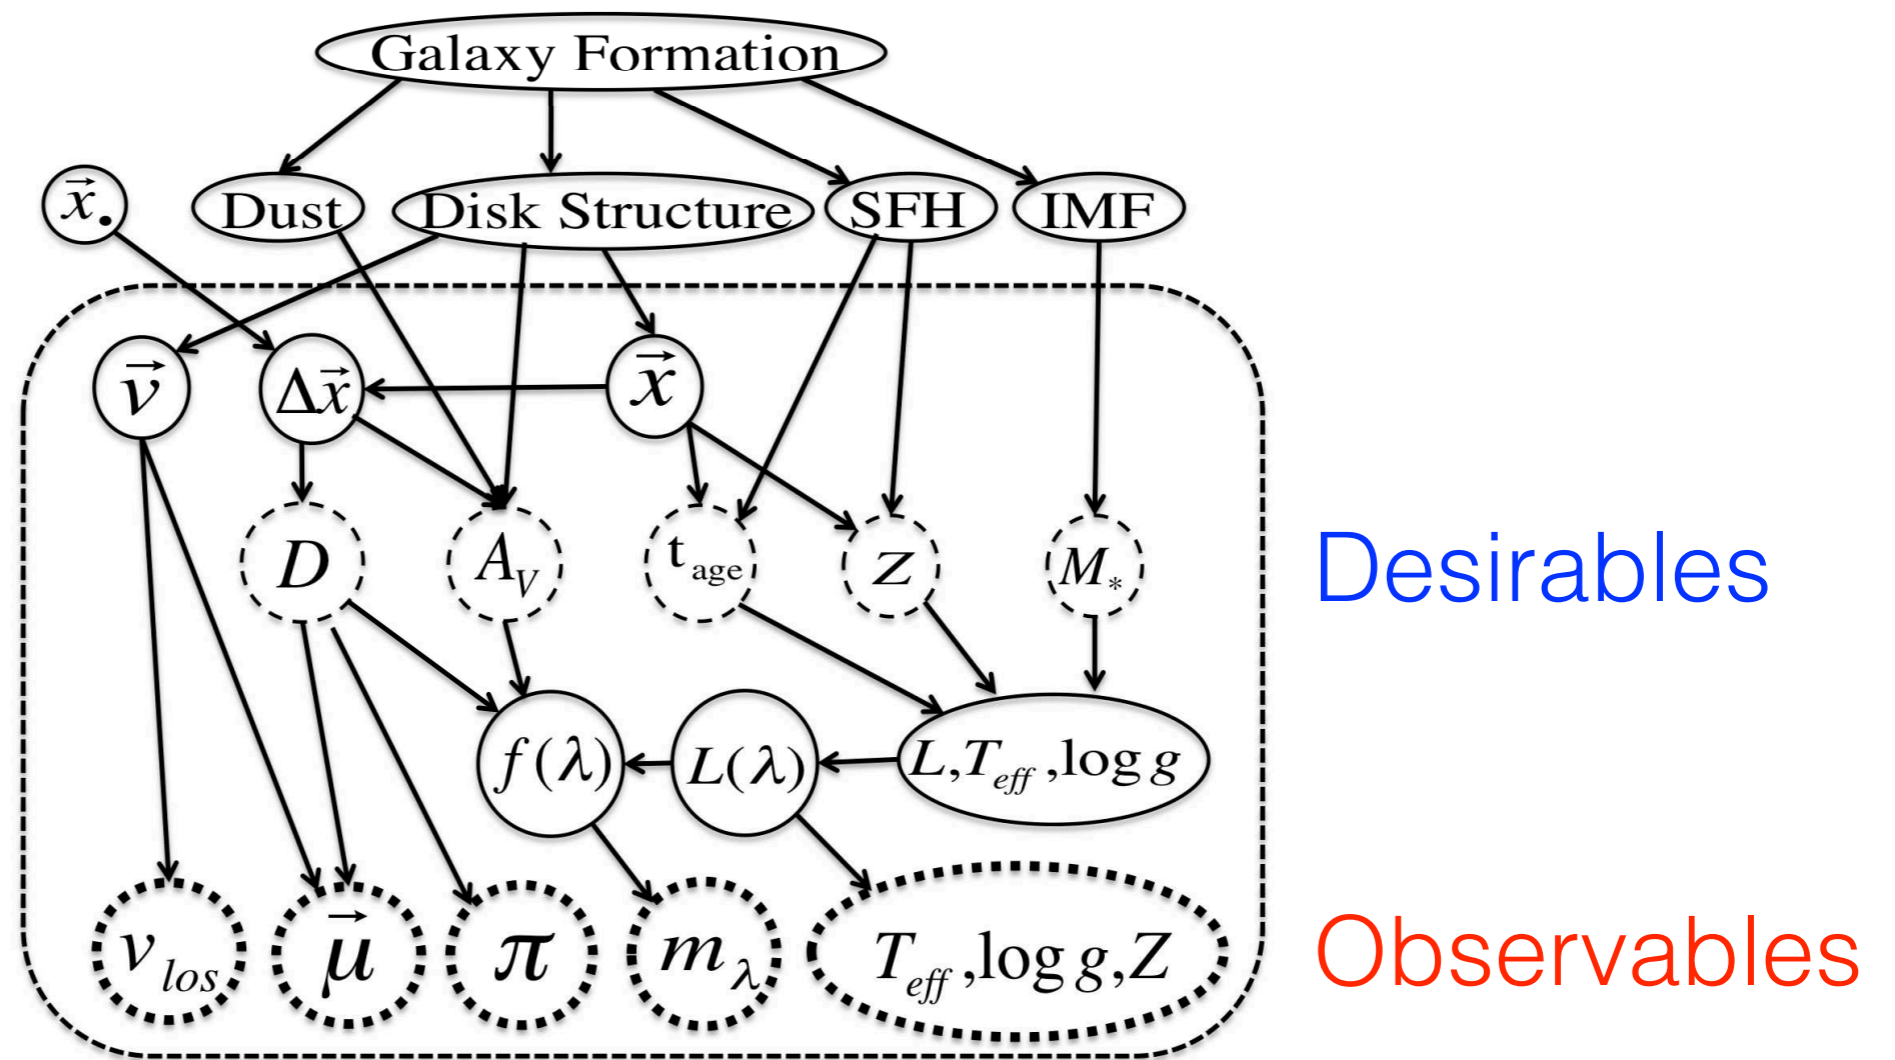 Galaxy Formation
x⃗• Dust Disk Structure SFH IMF
v⃗ Δx⃗ x⃗
D A_V t_age Z M_* Desirables
f(λ) L(λ) L,T_eff,log g
v_los μ⃗ π m_λ T_eff,log g,Z Observables